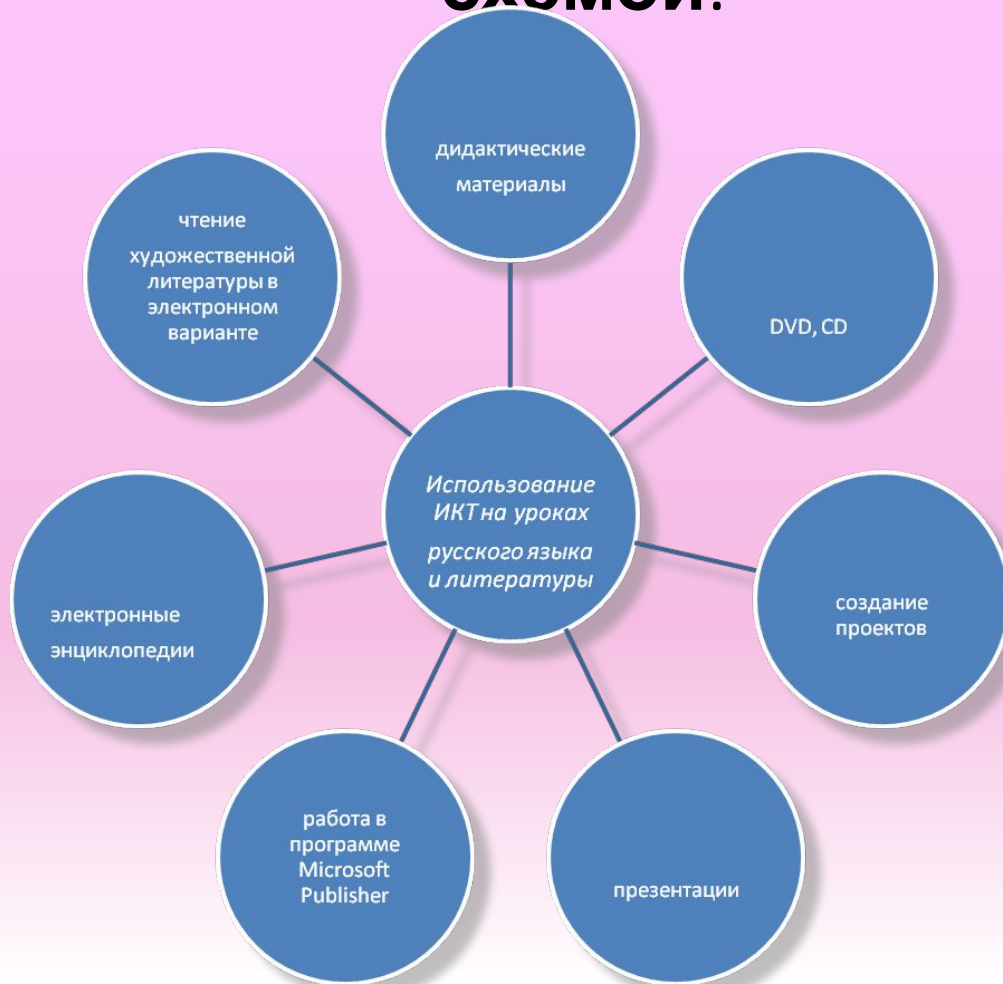 схемой:
дидактические
материалы
DVD, CD
создание
проектов
презентации
работа в
программе
Microsoft
Publisher
электронные
энциклопедии
чтение
художественной
литературы в
электронном
варианте
Использование
ИКТ на уроках
русского языка
и литературы